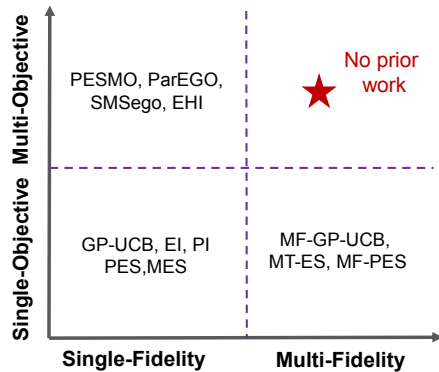 Multi-Objective
PESMO, ParEGO,
SMSego, EHI
No prior
work
Single-Objective
GP-UCB, EI, PI
PES,MES
MF-GP-UCB,
MT-ES, MF-PES
Single-Fidelity
Multi-Fidelity